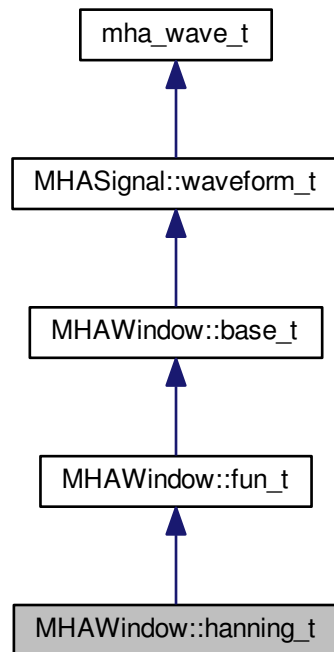 mha_wave_t
MHASignal::waveform_t
MHAWindow::base_t
MHAWindow::fun_t
MHAWindow::hanning_t